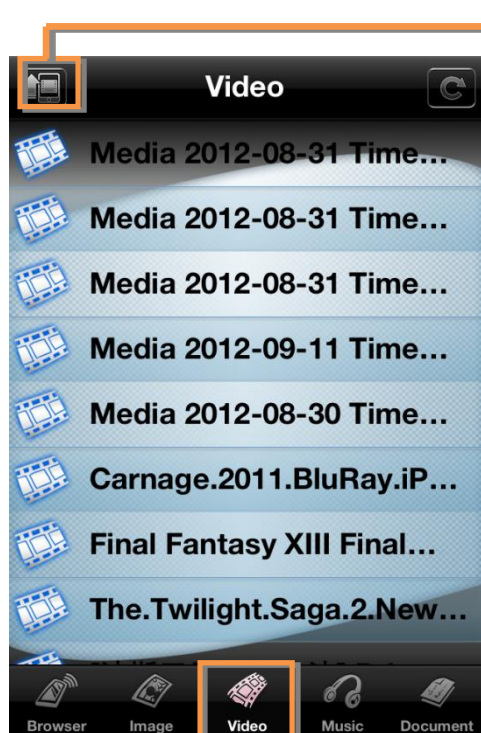 Video
Media 2012-08-31 Time...
Media 2012-08-31 Time...
Media 2012-08-31 Time...
Media 2012-09-11 Time...
Media 2012-08-30 Time...
Carnage.2011.BluRay.iP...
Final Fantasy XIII Final...
The.Twilight.Saga.2.New...
Browser Image Video Music Document